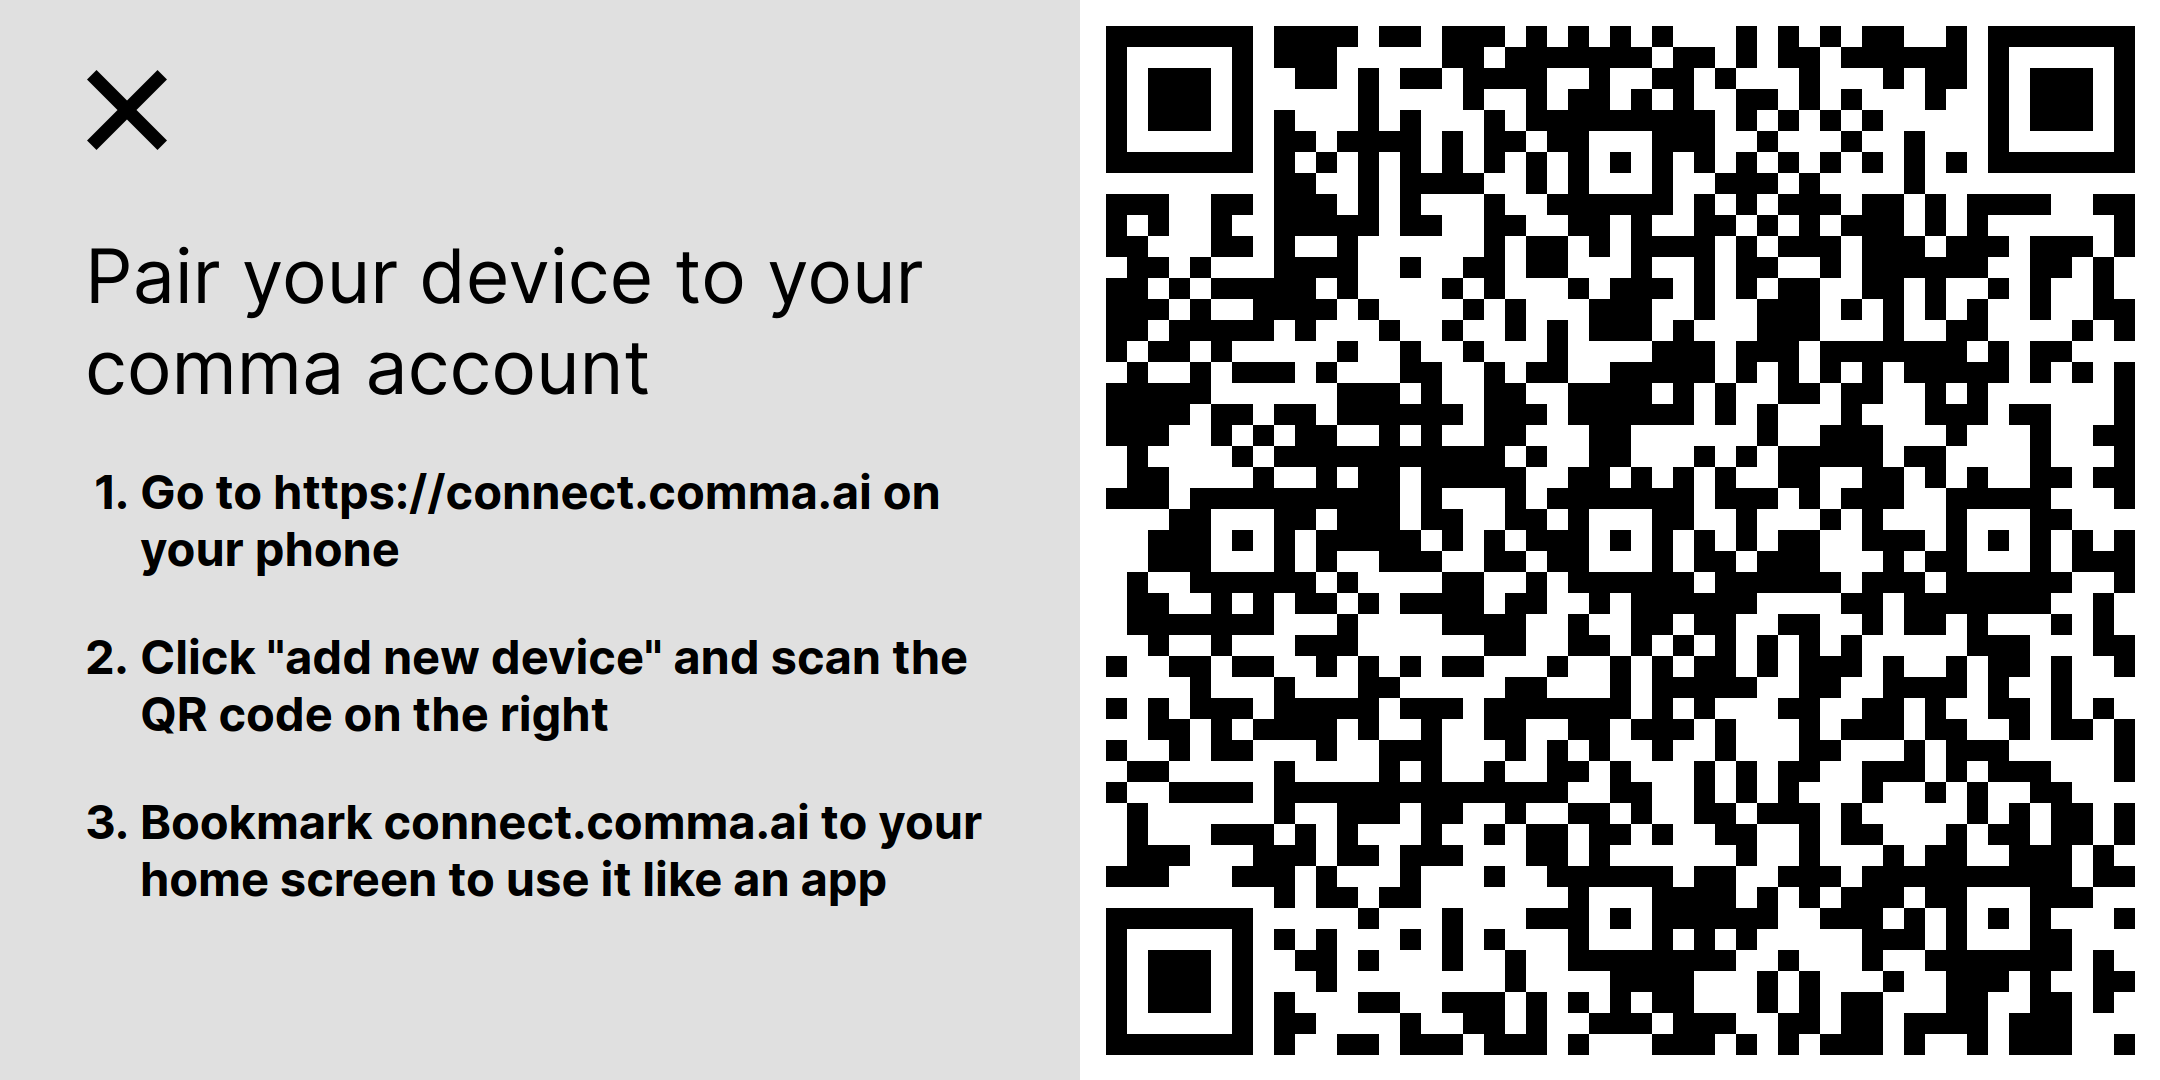 Pair your device to your
comma account
1. Go to https://connect.comma.ai on
your phone
2. Click "add new device" and scan the
QR code on the right
3. Bookmark connect.comma.ai to your
home screen to use it like an app